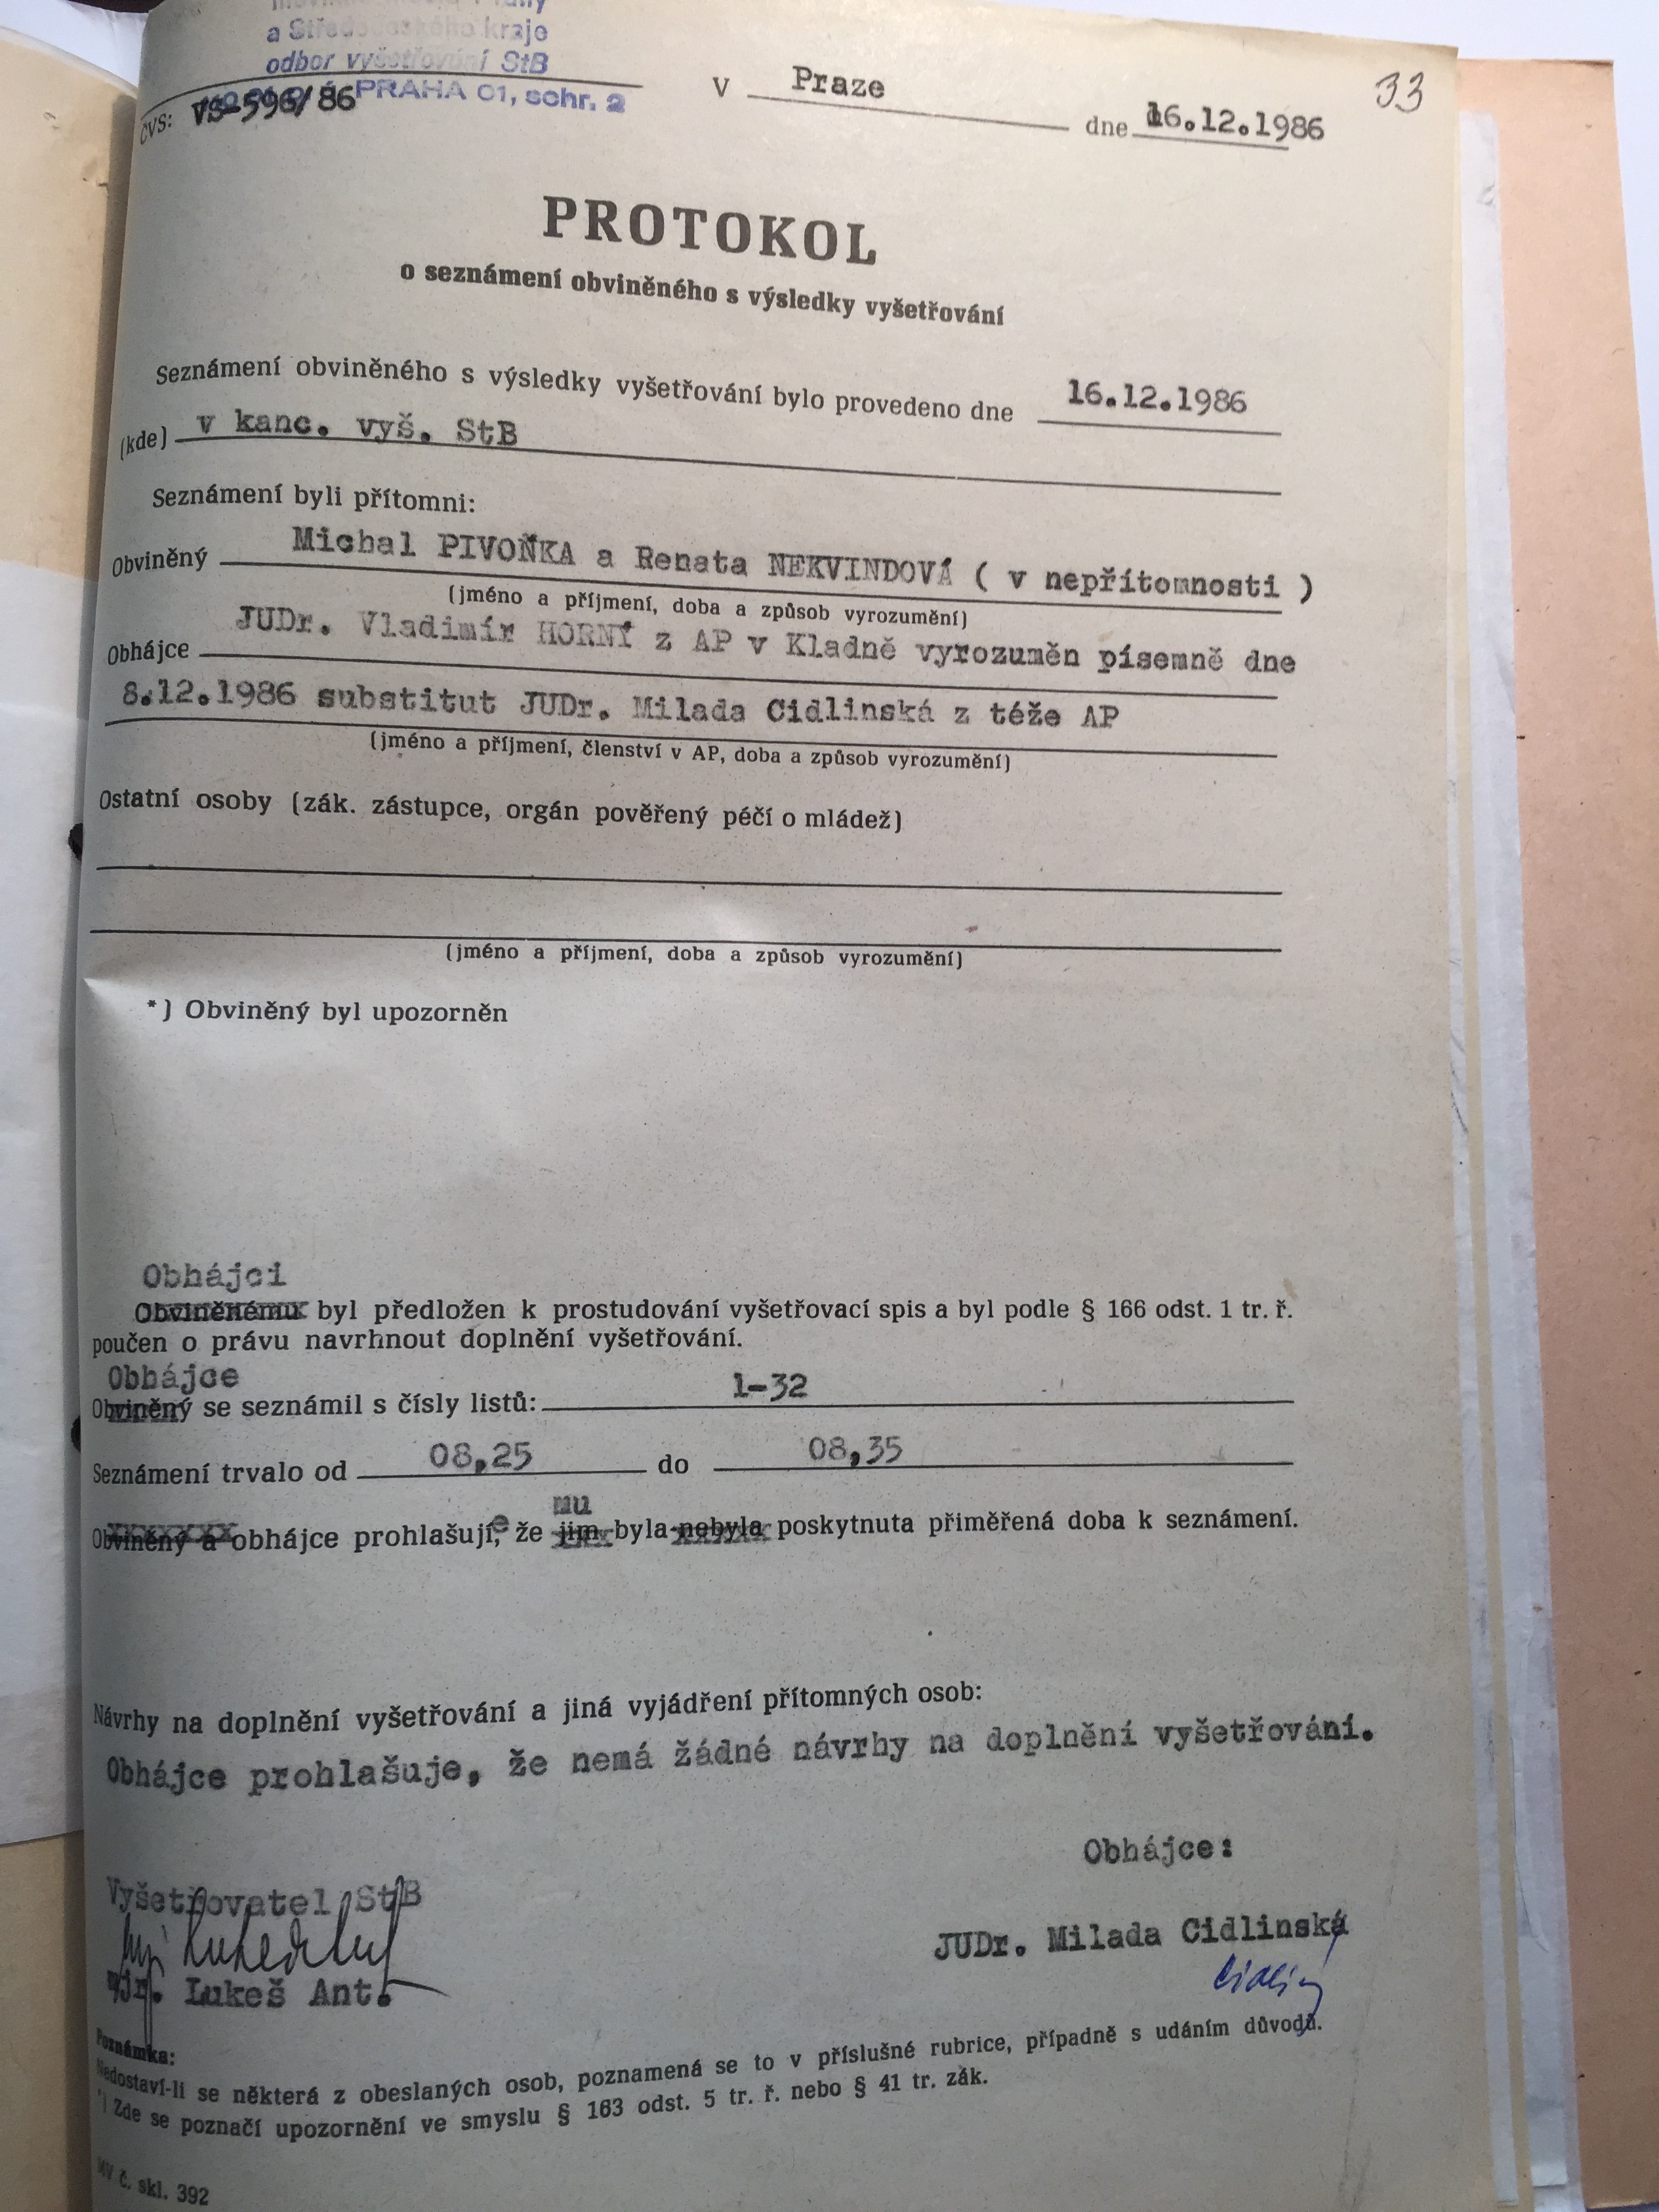 a Středočeského kraje
odbor vyšetřování StB
PRAHA 01, schr. 2
ČVS: VS-596/86
V Praze
dne 16.12.1986
33
PROTOKOL
o seznámení obviněného s výsledky vyšetřování
Seznámení obviněného s výsledky vyšetřování bylo provedeno dne 16.12.1986
(kde) v kanc. vyš. StB
Seznámení byli přítomni:
Obviněný Michal PIVOŇKA a Renata NEKVINDOVÁ ( v nepřítomnosti )
(jméno a příjmení, doba a způsob vyrozumění)
Obhájce JUDr. Vladimír HORNÝ z AP v Kladně vyrozuměn písemně dne
8.12.1986 substitut JUDr. Milada Cidlinská z téže AP
(jméno a příjmení, členství v AP, doba a způsob vyrozumění)
Ostatní osoby (zák. zástupce, orgán pověřený péčí o mládež)
(jméno a příjmení, doba a způsob vyrozumění)
*) Obviněný byl upozorněn
Obhájci
Obviněnému byl předložen k prostudování vyšetřovací spis a byl podle § 166 odst. 1 tr. ř.
poučen o právu navrhnout doplnění vyšetřování.
Obhájce
Obviněný se seznámil s čísly listů: 1-32
Seznámení trvalo od 08,25 do 08,35
mu
Obviněný a obhájce prohlašují,e že jim byla-nebyla poskytnuta přiměřená doba k seznámení.
Návrhy na doplnění vyšetřování a jiná vyjádření přítomných osob:
Obhájce prohlašuje, že nemá žádné návrhy na doplnění vyšetřování.
Obhájce:
Vyšetřovatel StB
JUDr. Milada Cidlinská
mjr. Lukeš Ant.
Poznámka:
Nedostaví-li se některá z obeslaných osob, poznamená se to v příslušné rubrice, případně s udáním důvodů.
*) Zde se poznačí upozornění ve smyslu § 163 odst. 5 tr. ř. nebo § 41 tr. zák.
MV č. skl. 392